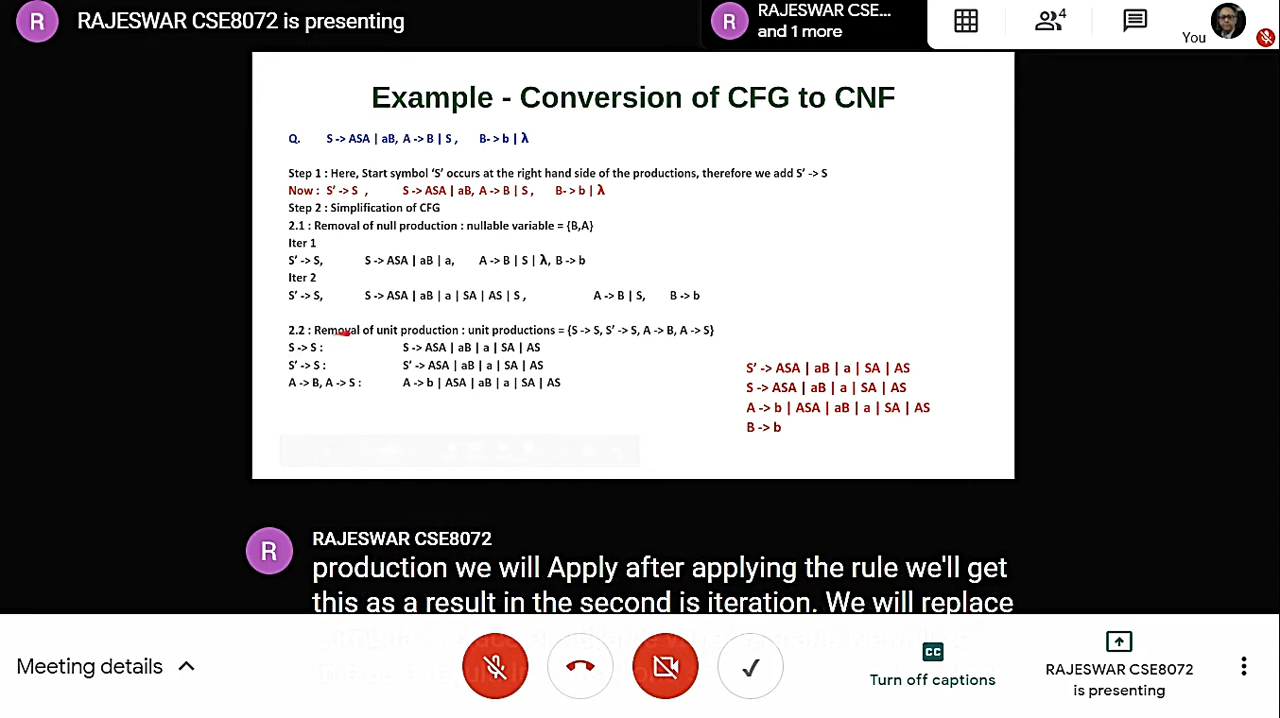 R RAJESWAR CSE8072 is presenting
R RAJESWAR CSE... and 1 more
4
You
Example - Conversion of CFG to CNF
Q. S -> ASA | aB, A -> B | S , B- > b | λ
Step 1 : Here, Start symbol ‘S’ occurs at the right hand side of the productions, therefore we add S’ -> S
Now : S’ -> S , S -> ASA | aB, A -> B | S , B- > b | λ
Step 2 : Simplification of CFG
2.1 : Removal of null production : nullable variable = {B,A}
Iter 1
S’ -> S, S -> ASA | aB | a, A -> B | S | λ, B -> b
Iter 2
S’ -> S, S -> ASA | aB | a | SA | AS | S , A -> B | S, B -> b
2.2 : Removal of unit production : unit productions = {S -> S, S’ -> S, A -> B, A -> S}
S -> S : S -> ASA | aB | a | SA | AS
S’ -> S : S’ -> ASA | aB | a | SA | AS
A -> B, A -> S : A -> b | ASA | aB | a | SA | AS
S’ -> ASA | aB | a | SA | AS
S -> ASA | aB | a | SA | AS
A -> b | ASA | aB | a | SA | AS
B -> b
R RAJESWAR CSE8072
production we will Apply after applying the rule we'll get
this as a result in the second is iteration. We will replace
Meeting details
CC
Turn off captions
RAJESWAR CSE8072
is presenting